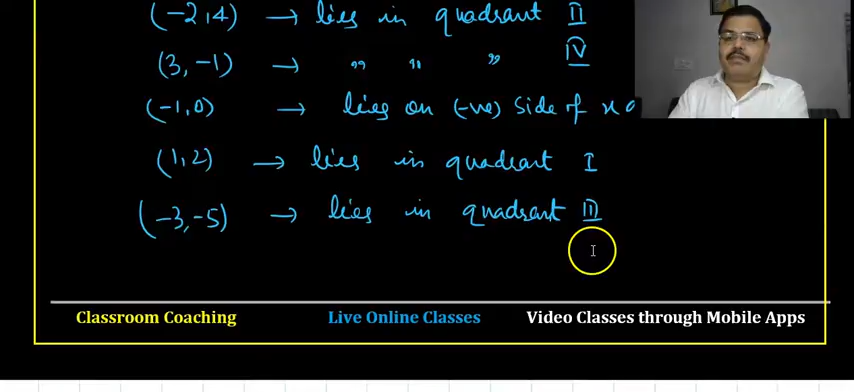 (-2,4) → lies in quadrant II
(3, -1) → „ „ „ IV
(-1,0) → lies on (-ve) side of x a
(1,2) → lies in quadrant I
(-3,-5) → lies in quadrant III
Classroom Coaching Live Online Classes Video Classes through Mobile Apps